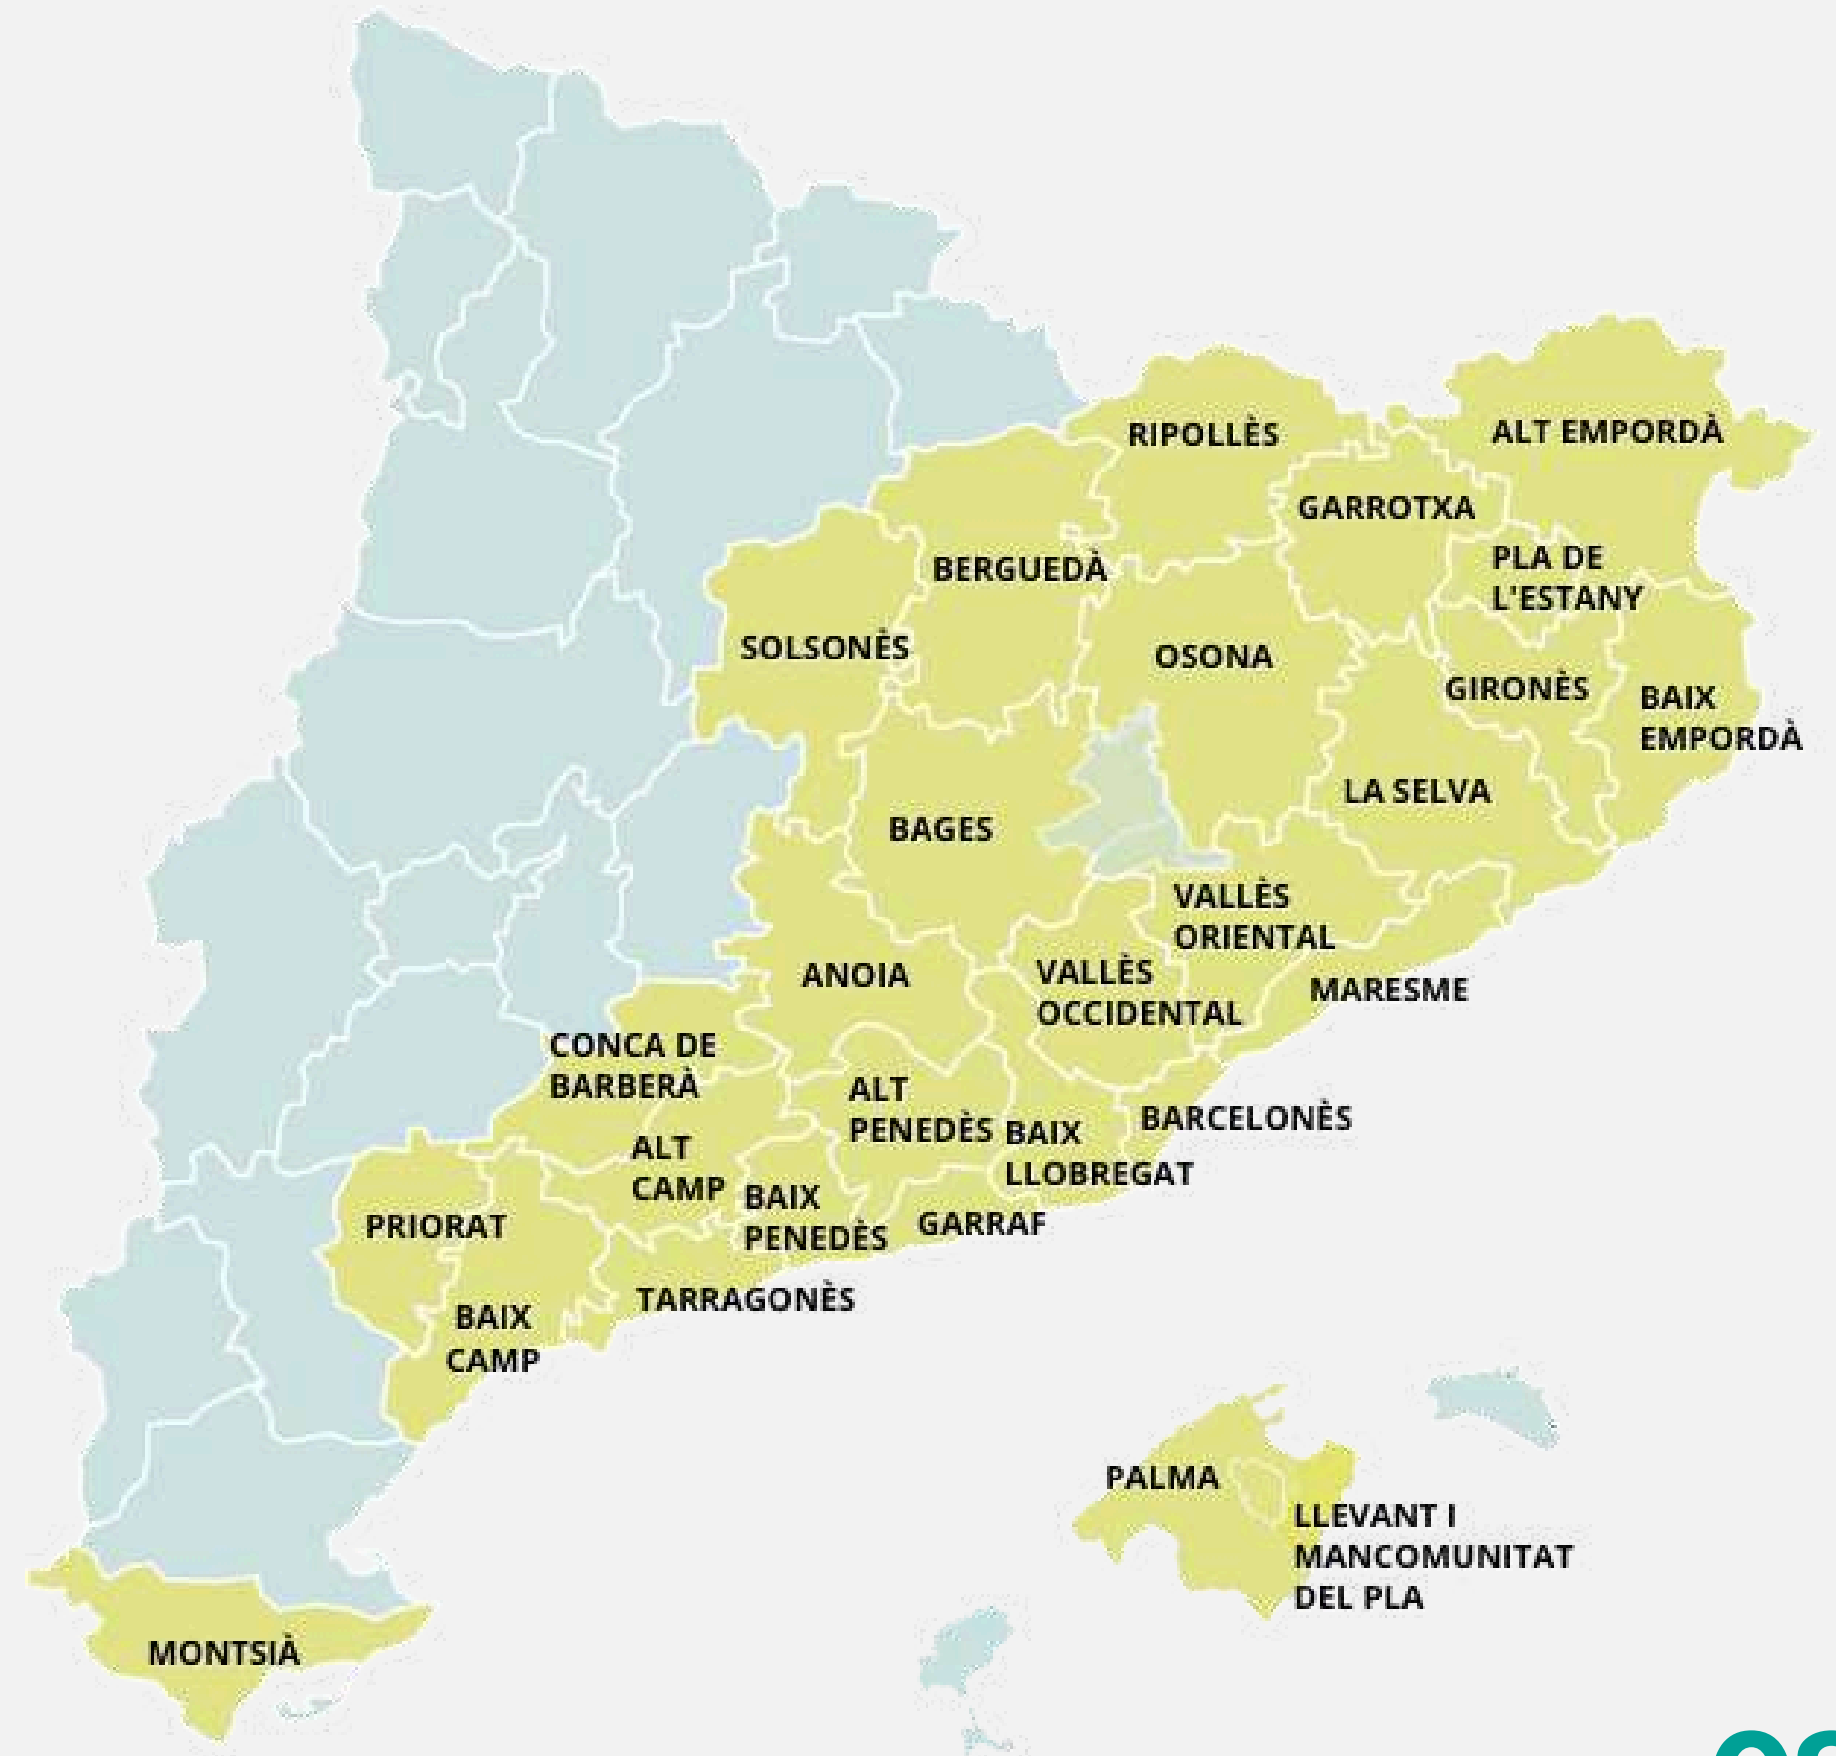 RIPOLLÈS
ALT EMPORDÀ
GARROTXA
BERGUEDÀ
PLA DE
L'ESTANY
SOLSONÈS
OSONA
GIRONÈS
BAIX
EMPORDÀ
LA SELVA
BAGES
VALLÈS
ORIENTAL
ANOIA
VALLÈS
OCCIDENTAL
MARESME
CONCA DE
BARBERÀ
ALT
PENEDÈS
BAIX
LLOBREGAT
BARCELONÈS
ALT
CAMP
BAIX
PENEDÈS
GARRAF
PRIORAT
TARRAGONÈS
BAIX
CAMP
PALMA
LLEVANT I
MANCOMUNITAT
DEL PLA
MONTSIÀ